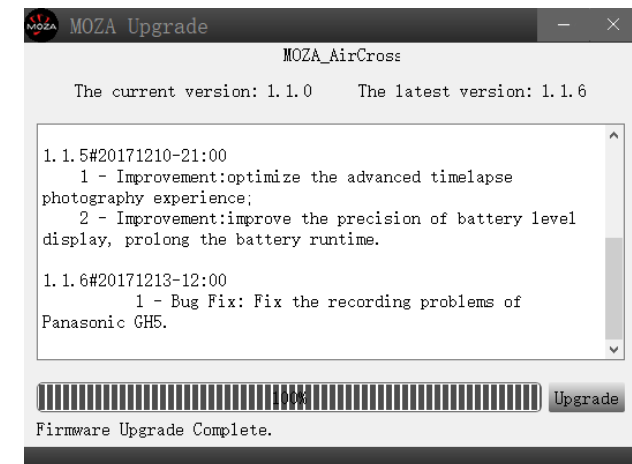 MOZA MOZA Upgrade
MOZA_AirCross
The current version: 1.1.0 The latest version: 1.1.6
1.1.5#20171210-21:00
1 - Improvement:optimize the advanced timelapse
photography experience;
2 - Improvement:improve the precision of battery level
display, prolong the battery runtime.
1.1.6#20171213-12:00
1 - Bug Fix: Fix the recording problems of
Panasonic GH5.
100% Upgrade
Firmware Upgrade Complete.